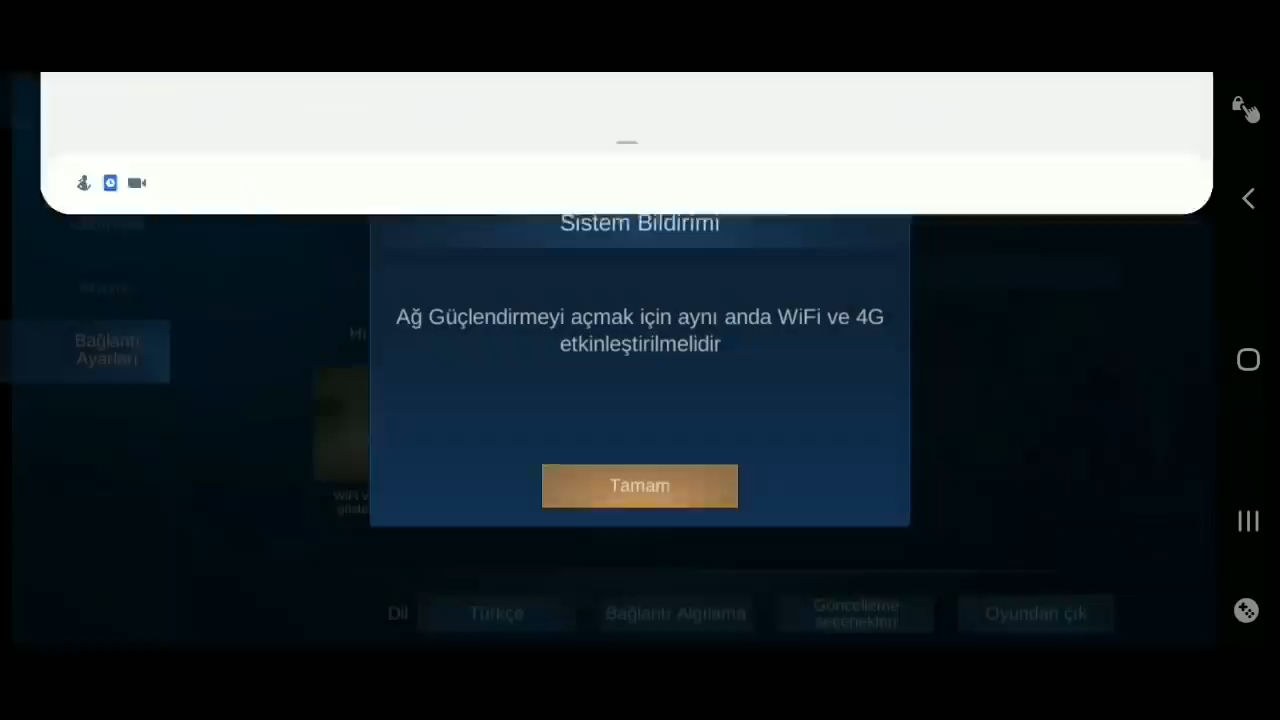 Sistem Bildirimi
Ağ Güçlendirmeyi açmak için aynı anda WiFi ve 4G
etkinleştirilmelidir
Bağlantı
Ayarları
Hı
Tamam
Dil
Türkçe
Bağlantı Algılama
Güncelleme
seçenekleri
Oyundan çık